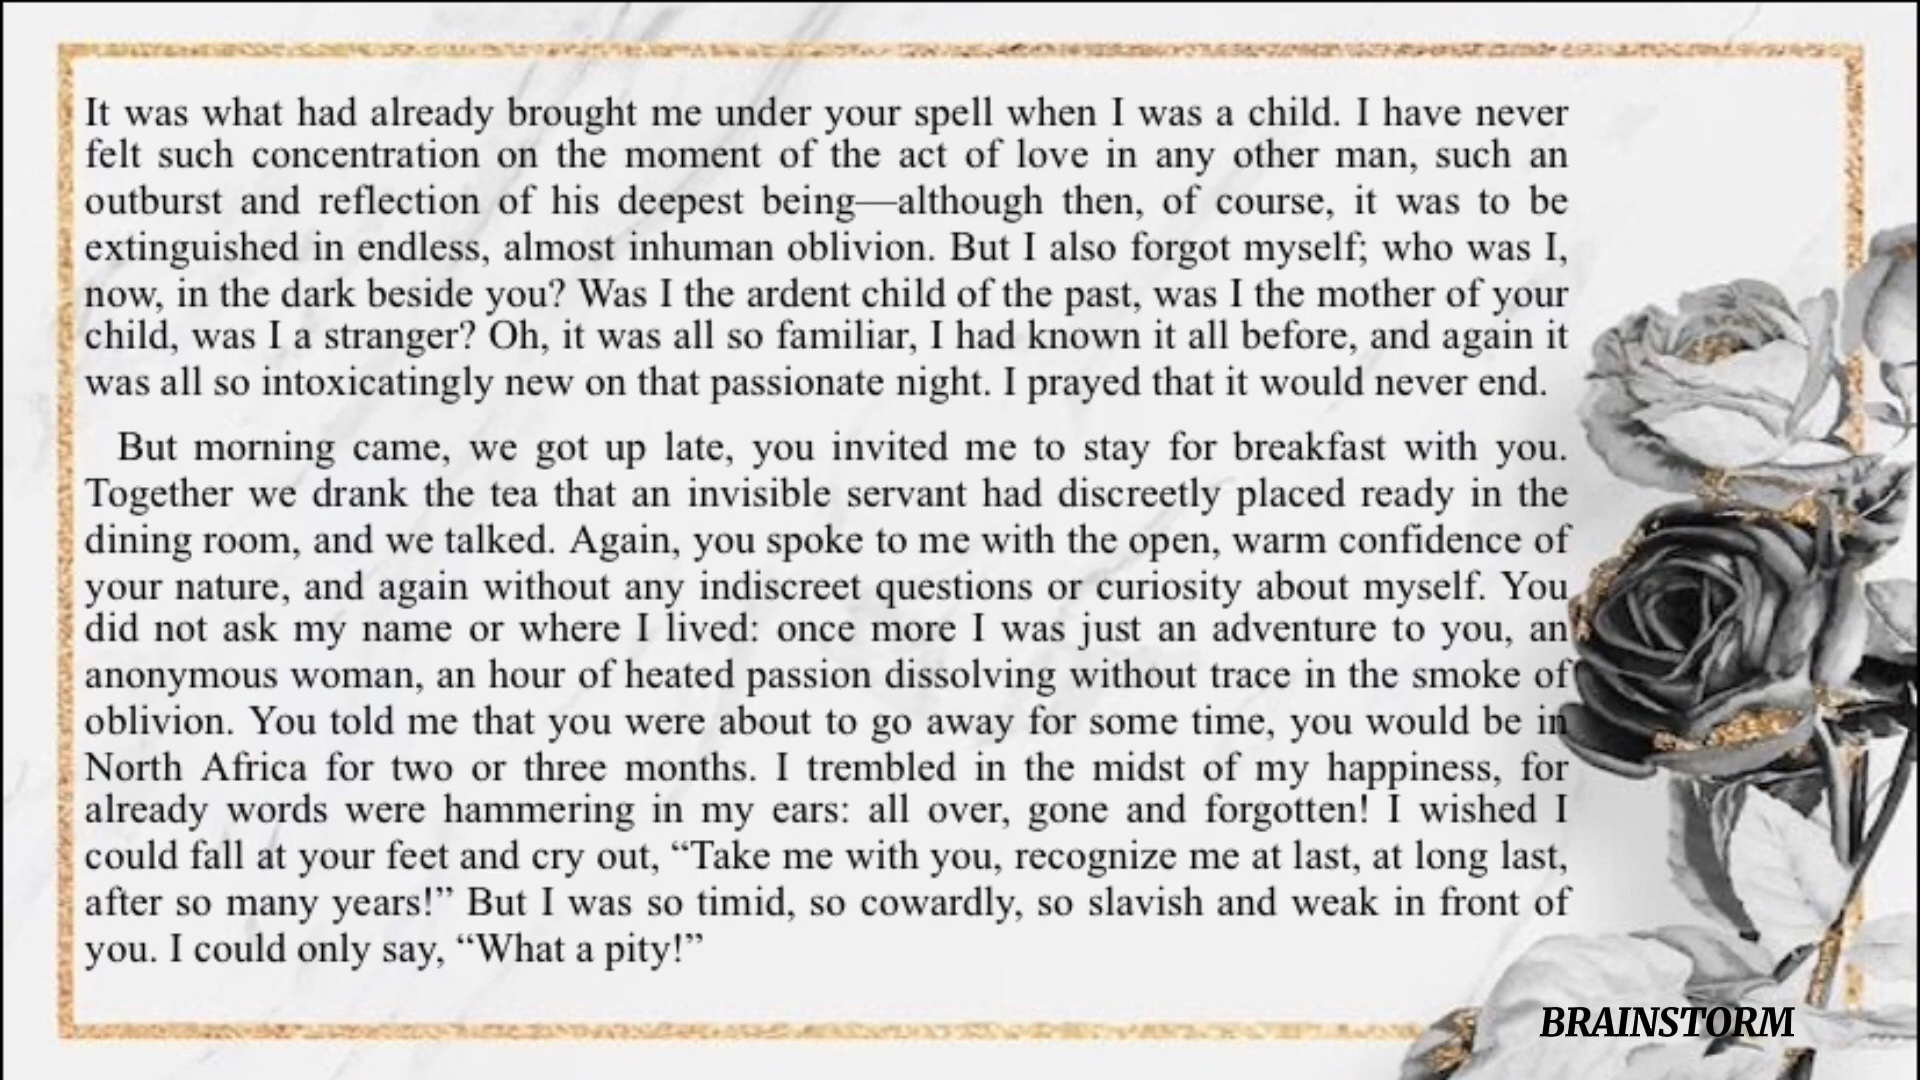 It was what had already brought me under your spell when I was a child. I have never
felt such concentration on the moment of the act of love in any other man, such an
outburst and reflection of his deepest being—although then, of course, it was to be
extinguished in endless, almost inhuman oblivion. But I also forgot myself; who was I,
now, in the dark beside you? Was I the ardent child of the past, was I the mother of your
child, was I a stranger? Oh, it was all so familiar, I had known it all before, and again it
was all so intoxicatingly new on that passionate night. I prayed that it would never end.
But morning came, we got up late, you invited me to stay for breakfast with you.
Together we drank the tea that an invisible servant had discreetly placed ready in the
dining room, and we talked. Again, you spoke to me with the open, warm confidence of
your nature, and again without any indiscreet questions or curiosity about myself. You
did not ask my name or where I lived: once more I was just an adventure to you, an
anonymous woman, an hour of heated passion dissolving without trace in the smoke of
oblivion. You told me that you were about to go away for some time, you would be in
North Africa for two or three months. I trembled in the midst of my happiness, for
already words were hammering in my ears: all over, gone and forgotten! I wished I
could fall at your feet and cry out, “Take me with you, recognize me at last, at long last,
after so many years!” But I was so timid, so cowardly, so slavish and weak in front of
you. I could only say, “What a pity!”
BRAINSTORM